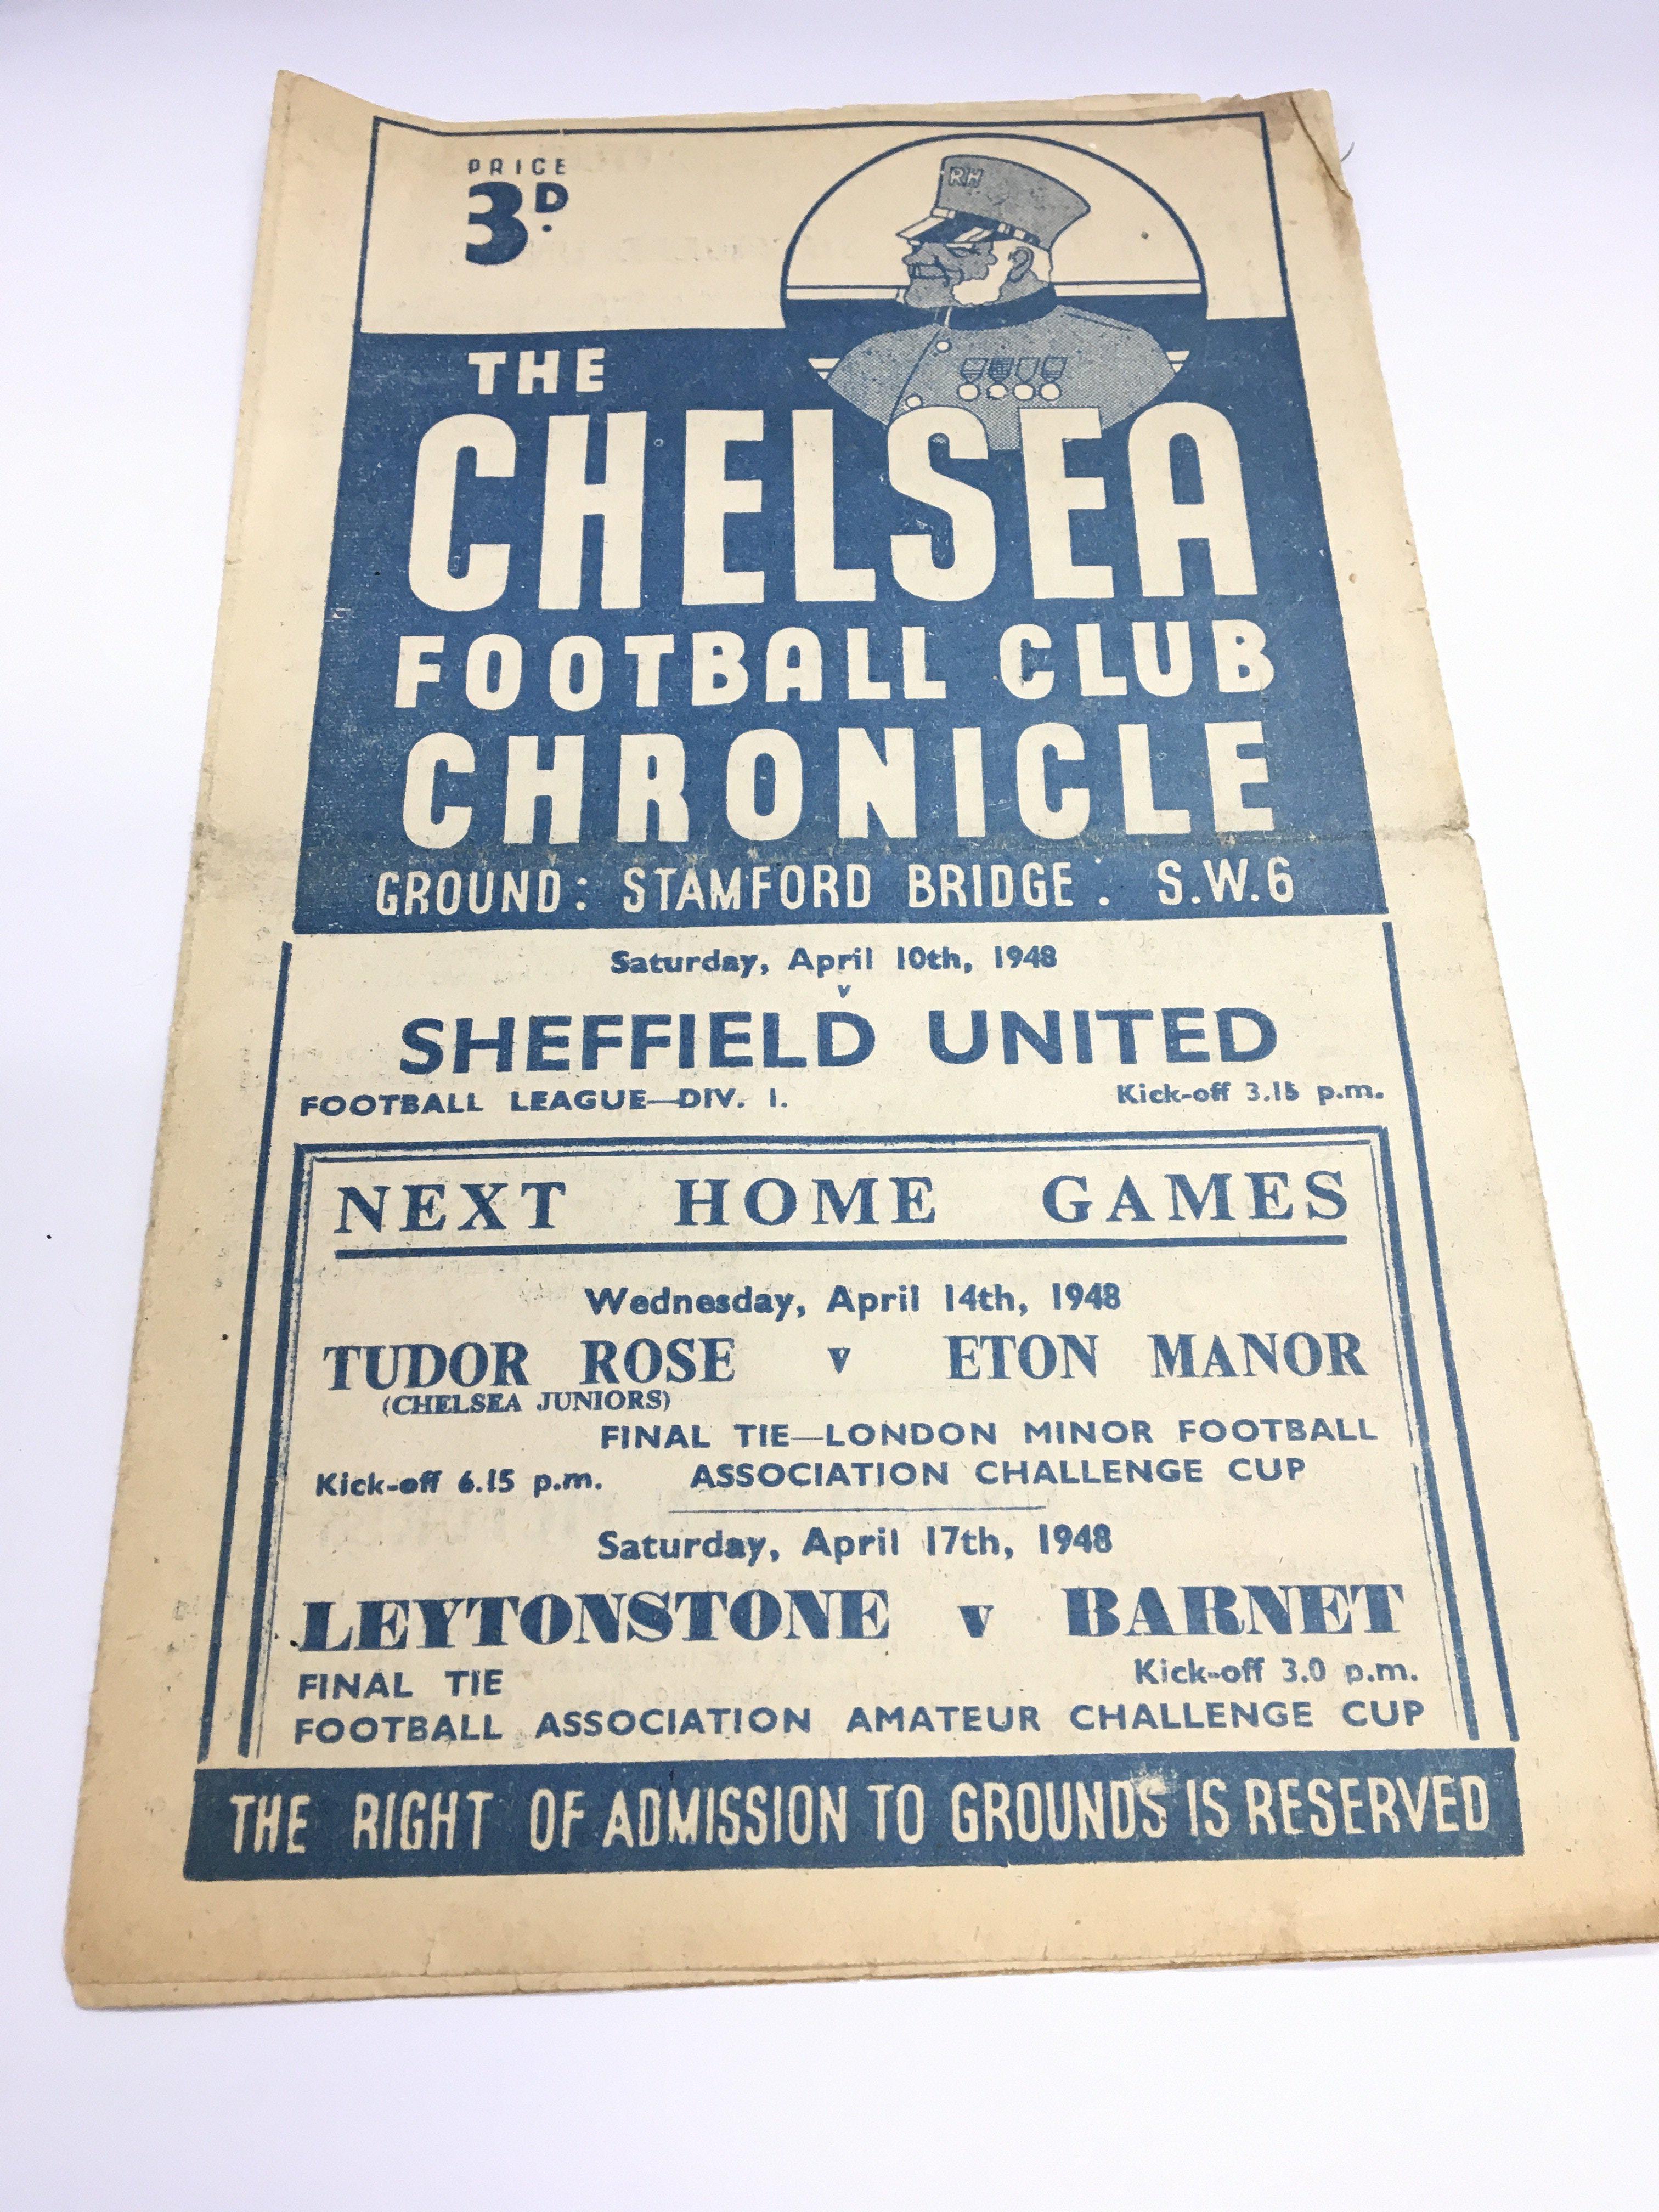 PRICE
3D.
RH
THE
CHELSEA
FOOTBALL CLUB
CHRONICLE
GROUND: STAMFORD BRIDGE: S.W.6
Saturday, April 10th, 1948
v
SHEFFIELD UNITED
FOOTBALL LEAGUE—DIV. I. Kick-off 3.15 p.m.
NEXT HOME GAMES
Wednesday, April 14th, 1948
TUDOR ROSE v ETON MANOR
(CHELSEA JUNIORS)
FINAL TIE—LONDON MINOR FOOTBALL
Kick-off 6.15 p.m. ASSOCIATION CHALLENGE CUP
Saturday, April 17th, 1948
LEYTONSTONE v BARNET
FINAL TIE Kick-off 3.0 p.m.
FOOTBALL ASSOCIATION AMATEUR CHALLENGE CUP
THE RIGHT OF ADMISSION TO GROUNDS IS RESERVED